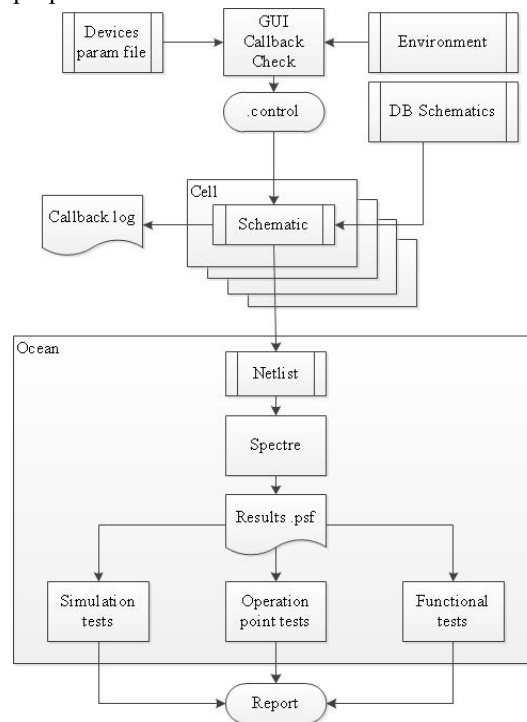 Devices
param file
GUI
Callback
Check
Environment
.control
DB Schematics
Cell
Callback log
Schematic
Ocean
Netlist
Spectre
Results .psf
Simulation
tests
Operation
point tests
Functional
tests
Report